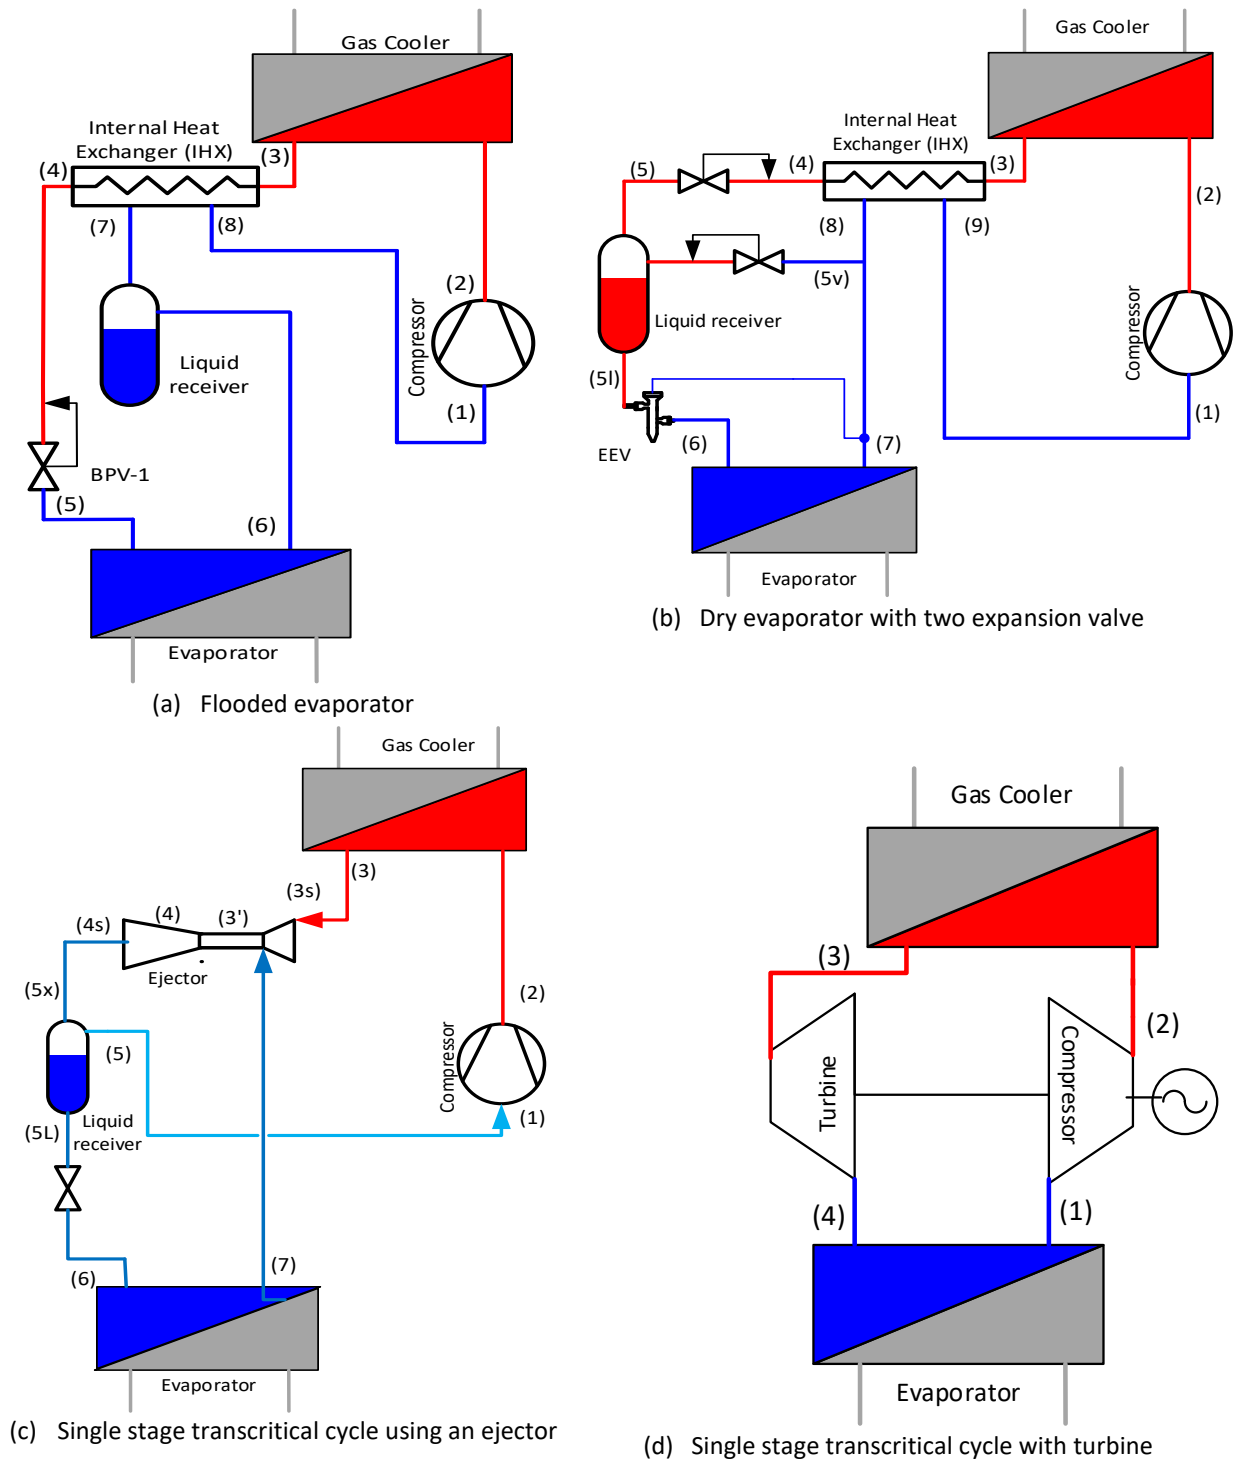 Gas Cooler
Internal Heat
Exchanger (IHX)
(3)
(4)
(7)
(8)
(2)
Compressor
Liquid
receiver
(1)
BPV-1
(5)
(6)
Evaporator
(a) Flooded evaporator
Gas Cooler
Internal Heat
Exchanger (IHX)
(5)
(4)
(3)
(8)
(9)
(2)
(5v)
Liquid receiver
Compressor
(5l)
(1)
EEV
(6)
(7)
Evaporator
(b) Dry evaporator with two expansion valve
Gas Cooler
(3)
(3s)
(4)
(3')
(4s)
Ejector
(5x)
(2)
(5)
Compressor
Liquid
receiver
(5L)
(1)
(7)
(6)
Evaporator
(c) Single stage transcritical cycle using an ejector
Gas Cooler
(3)
(2)
Turbine
Compressor
(4)
(1)
Evaporator
(d) Single stage transcritical cycle with turbine